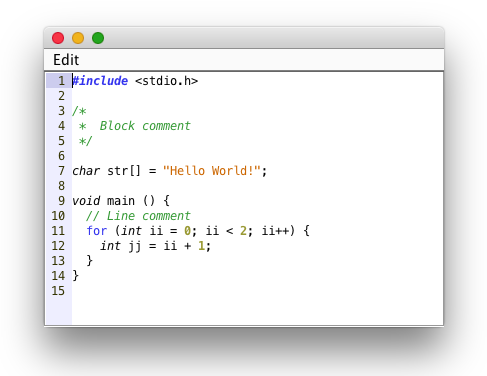 Edit
1 #include <stdio.h>
2
3 /*
4  *  Block comment
5  */
6
7 char str[] = "Hello World!";
8
9 void main () {
10   // Line comment
11   for (int ii = 0; ii < 2; ii++) {
12     int jj = ii + 1;
13   }
14 }
15